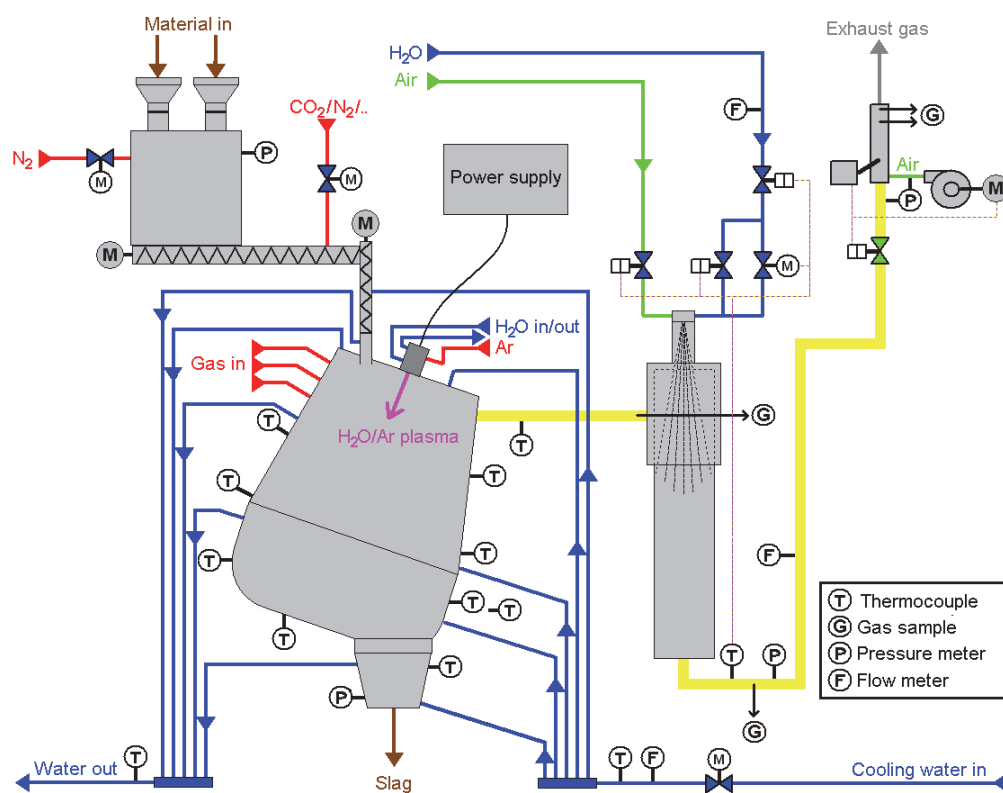 Material in
Exhaust gas
H₂O
Air
CO₂/N₂/..
F
G
N₂
M
P
M
Power supply
Air
M
P
M
M
M
H₂O in/out
Ar
Gas in
H₂O/Ar plasma
G
T
T
T
T
T
T
F
T
T
T
T Thermocouple
G Gas sample
P Pressure meter
F Flow meter
T
T
P
P
G
T
Water out
Slag
T
F
M
Cooling water in